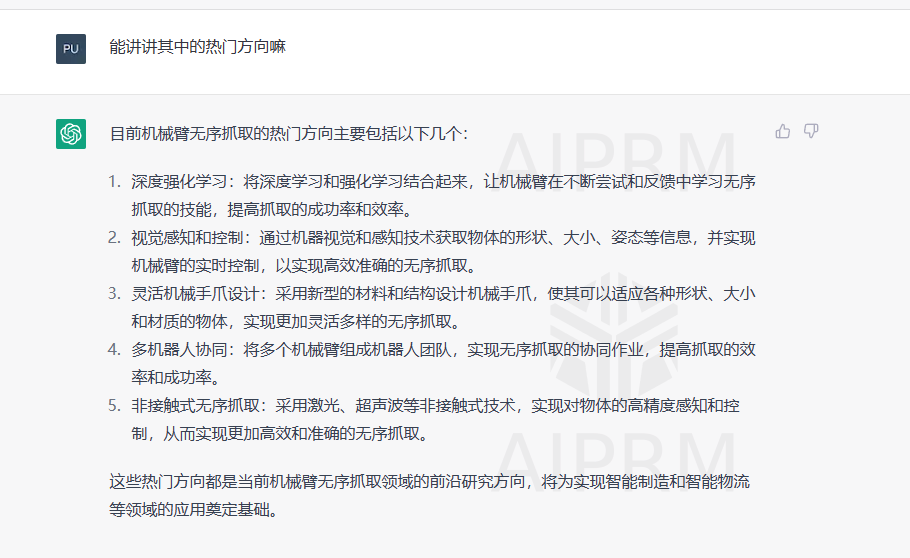 PU
能讲讲其中的热门方向嘛
目前机械臂无序抓取的热门方向主要包括以下几个：
1. 深度强化学习：将深度学习和强化学习结合起来，让机械臂在不断尝试和反馈中学习无序
抓取的技能，提高抓取的成功率和效率。
2. 视觉感知和控制：通过机器视觉和感知技术获取物体的形状、大小、姿态等信息，并实现
机械臂的实时控制，以实现高效准确的无序抓取。
3. 灵活机械手爪设计：采用新型的材料和结构设计机械手爪，使其可以适应各种形状、大小
和材质的物体，实现更加灵活多样的无序抓取。
4. 多机器人协同：将多个机械臂组成机器人团队，实现无序抓取的协同作业，提高抓取的效
率和成功率。
5. 非接触式无序抓取：采用激光、超声波等非接触式技术，实现对物体的高精度感知和控
制，从而实现更加高效和准确的无序抓取。
这些热门方向都是当前机械臂无序抓取领域的前沿研究方向，将为实现智能制造和智能物流
等领域的应用奠定基础。
AIPRM
AIPRM